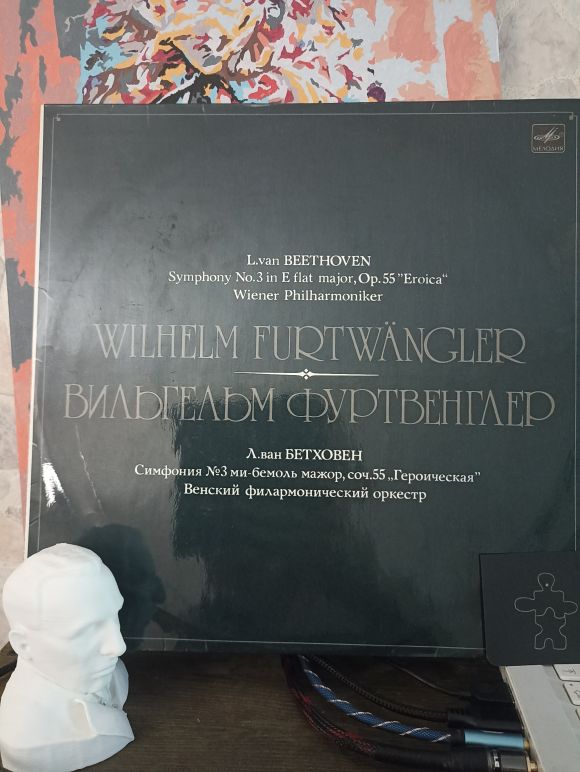 МЕЛОДИЯ
L.van BEETHOVEN
Symphony No.3 in E flat major, Op.55 "Eroica"
Wiener Philharmoniker
WILHELM FURTWÄNGLER
ВИЛЬГЕЛЬМ ФУРТВЕНГЛЕР
Л.ван БЕТХОВЕН
Симфония №3 ми-бемоль мажор, соч.55 „Героическая"
Венский филармонический оркестр